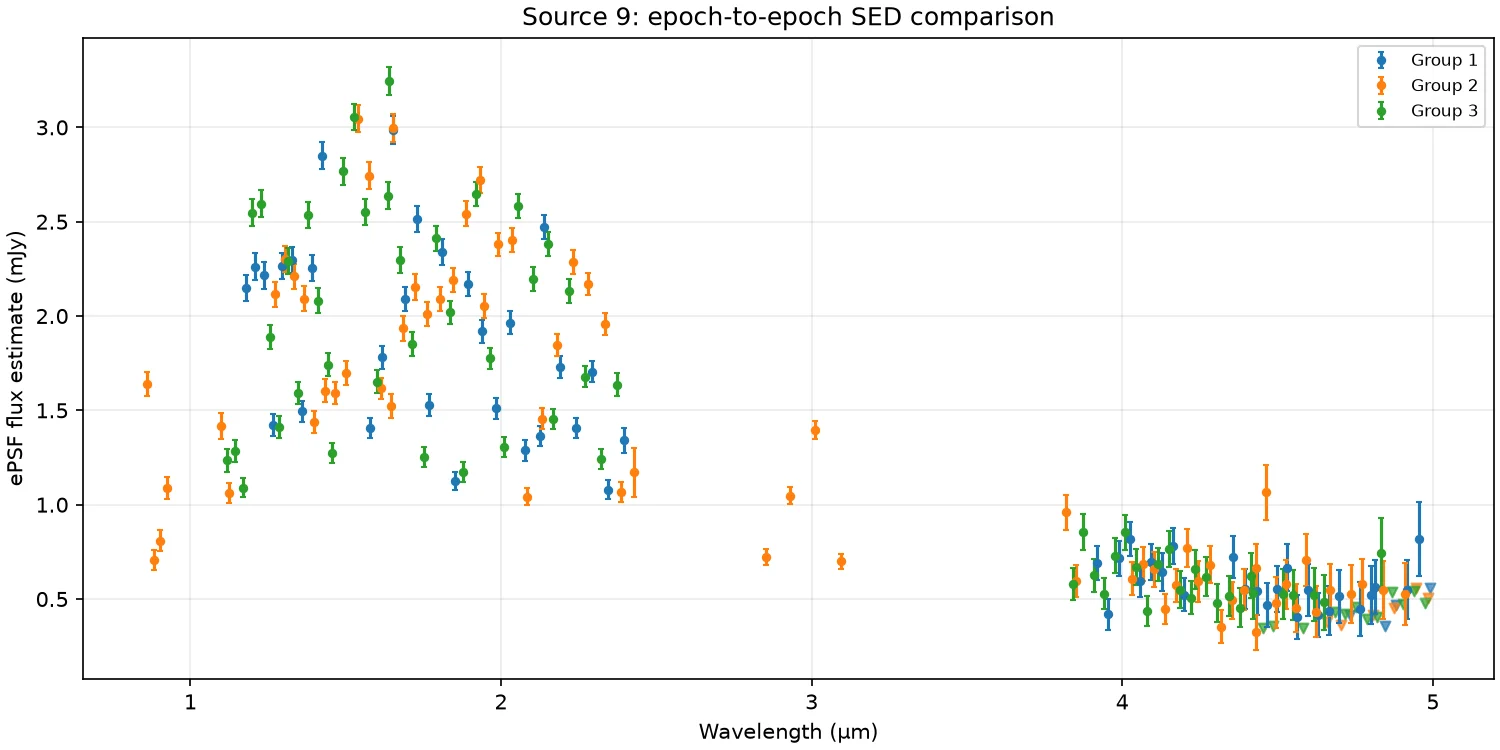 Source 9: epoch-to-epoch SED comparison
Group 1
Group 2
Group 3
ePSF flux estimate (mJy)
3.0
2.5
2.0
1.5
1.0
0.5
1 2 3 4 5
Wavelength (μm)